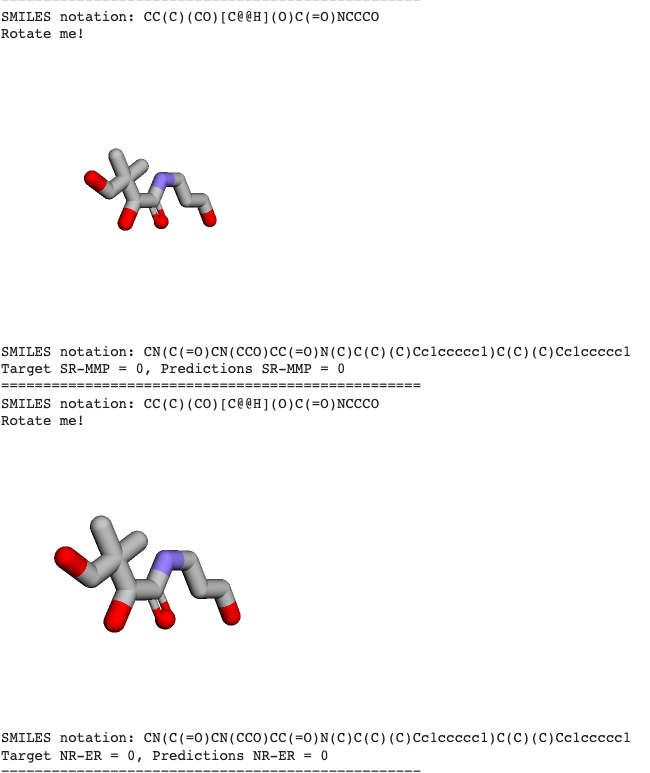 SMILES notation: CC(C)(CO)[C@@H](O)C(=O)NCCCO
Rotate me!
SMILES notation: CN(C(=O)CN(CCO)CC(=O)N(C)C(C)(C)Cc1ccccc1)C(C)(C)Cc1ccccc1
Target SR-MMP = 0, Predictions SR-MMP = 0
==================================================
SMILES notation: CC(C)(CO)[C@@H](O)C(=O)NCCCO
Rotate me!
SMILES notation: CN(C(=O)CN(CCO)CC(=O)N(C)C(C)(C)Cc1ccccc1)C(C)(C)Cc1ccccc1
Target NR-ER = 0, Predictions NR-ER = 0